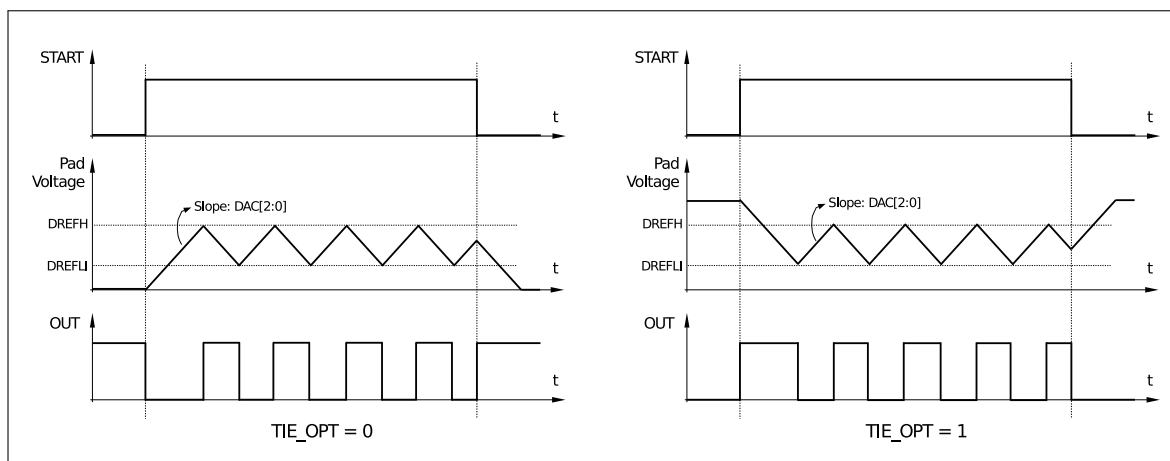 START
t
Pad
Voltage
Slope: DAC[2:0]
DREFH
DREFLI
t
OUT
t
TIE_OPT = 0
START
t
Pad
Voltage
Slope: DAC[2:0]
DREFH
DREFLI
t
OUT
t
TIE_OPT = 1